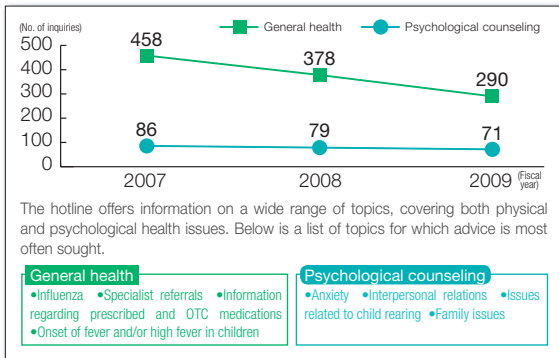 (No. of inquiries)
General health
Psychological counseling
500
400
300
200
100
0
458
378
290
86
79
71
2007
2008
2009
(Fiscal year)
The hotline offers information on a wide range of topics, covering both physical
and psychological health issues. Below is a list of topics for which advice is most
often sought.
General health
•Influenza •Specialist referrals •Information
regarding prescribed and OTC medications
•Onset of fever and/or high fever in children
Psychological counseling
•Anxiety •Interpersonal relations •Issues
related to child rearing •Family issues